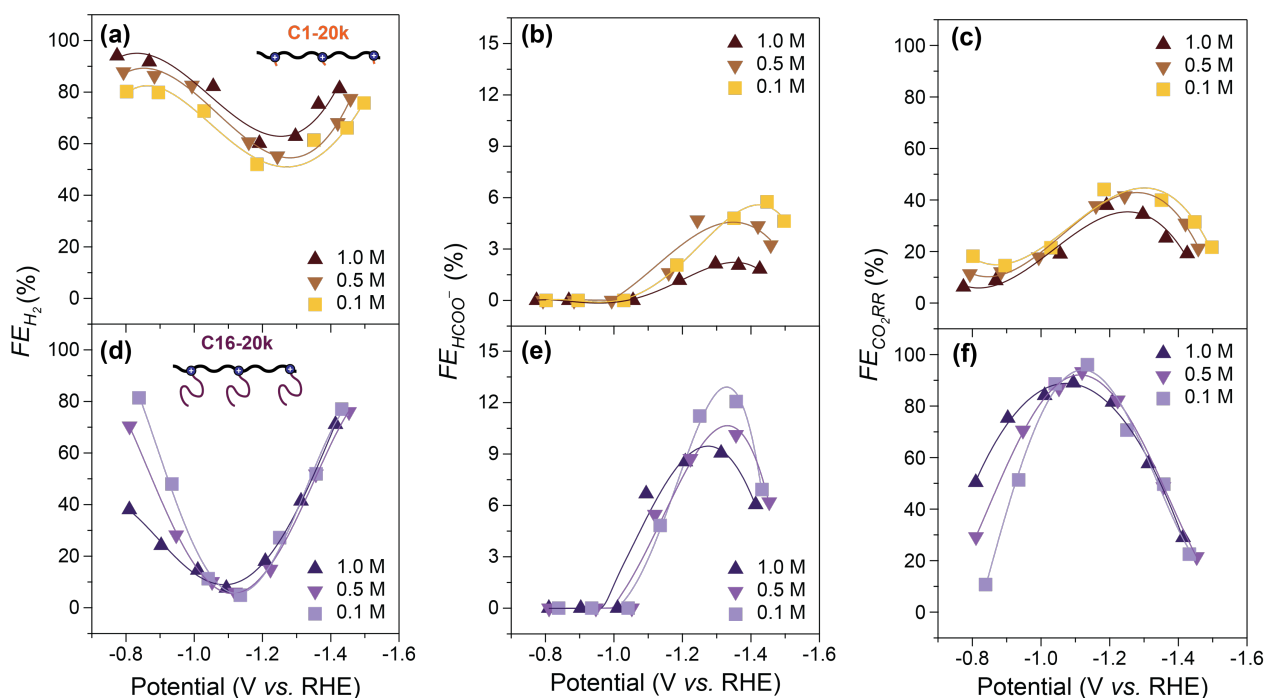 (a)
C1-20k
100
80
60
40
20
0
FE_{H_2} (%)
1.0 M
0.5 M
0.1 M
(b)
15
12
9
6
3
0
FE_{HCOO^-} (%)
1.0 M
0.5 M
0.1 M
(c)
100
80
60
40
20
0
FE_{CO_2RR} (%)
1.0 M
0.5 M
0.1 M
(d)
C16-20k
100
80
60
40
20
0
1.0 M
0.5 M
0.1 M
-0.8 -1.0 -1.2 -1.4 -1.6
Potential (V vs. RHE)
(e)
15
12
9
6
3
0
1.0 M
0.5 M
0.1 M
-0.8 -1.0 -1.2 -1.4 -1.6
Potential (V vs. RHE)
(f)
100
80
60
40
20
0
1.0 M
0.5 M
0.1 M
-0.8 -1.0 -1.2 -1.4 -1.6
Potential (V vs. RHE)